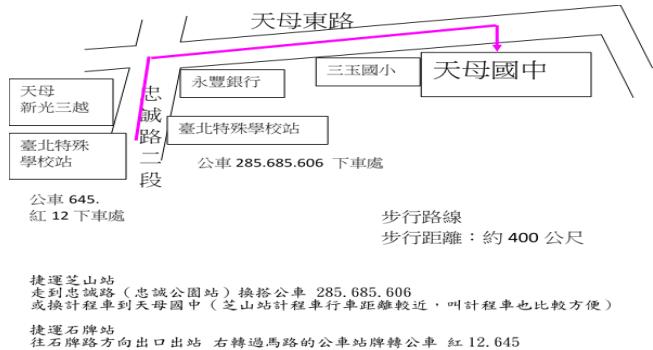 天母東路
三玉國小
天母國中
永豐銀行
天母
新光三越
忠誠路二段
臺北特殊學校站
臺北特殊
學校站
公車 285.685.606 下車處
公車 645.
紅 12 下車處
步行路線
步行距離：約 400 公尺
捷運芝山站
走到忠誠路（忠誠公園站）換搭公車 285.685.606
或換計程車到天母國中（芝山站計程車行車距離較近，叫計程車也比較方便）
捷運石牌站
往石牌路方向出口出站 右轉過馬路的公車站牌轉公車 紅 12.645